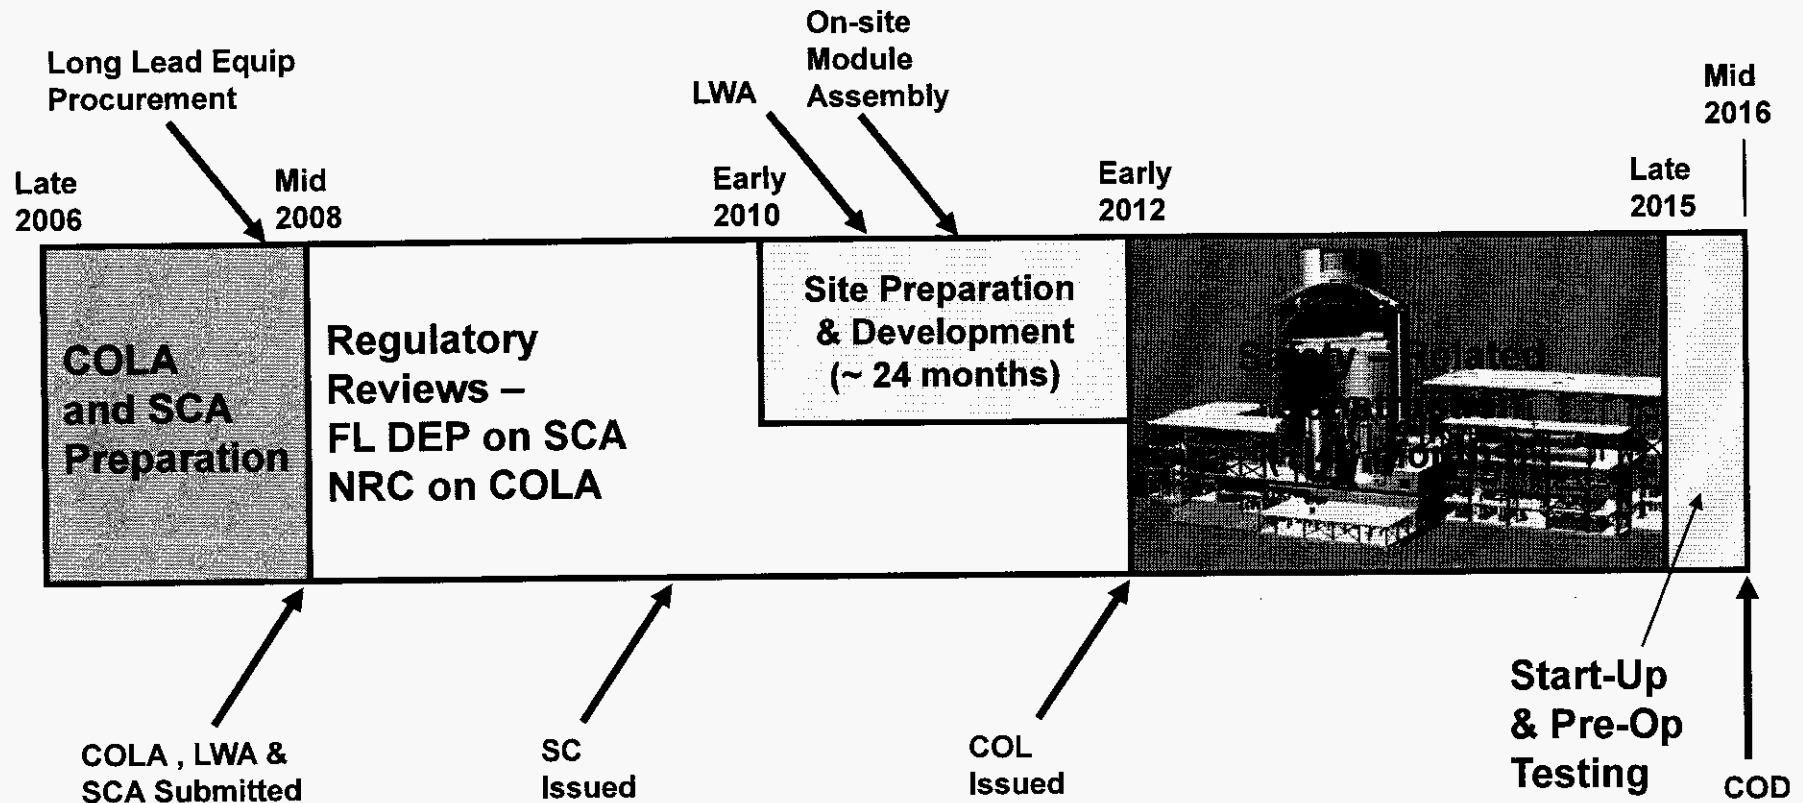 On-site
Module
Assembly
Long Lead Equip
Procurement
LWA
Mid
2016
Late
2006
Mid
2008
Early
2010
Early
2012
Late
2015
COLA
and SCA
Preparation
Regulatory
Reviews –
FL DEP on SCA
NRC on COLA
Site Preparation
& Development
(~ 24 months)
Safety – Related
Start-Up
& Pre-Op
Testing
COLA , LWA &
SCA Submitted
SC
Issued
COL
Issued
COD